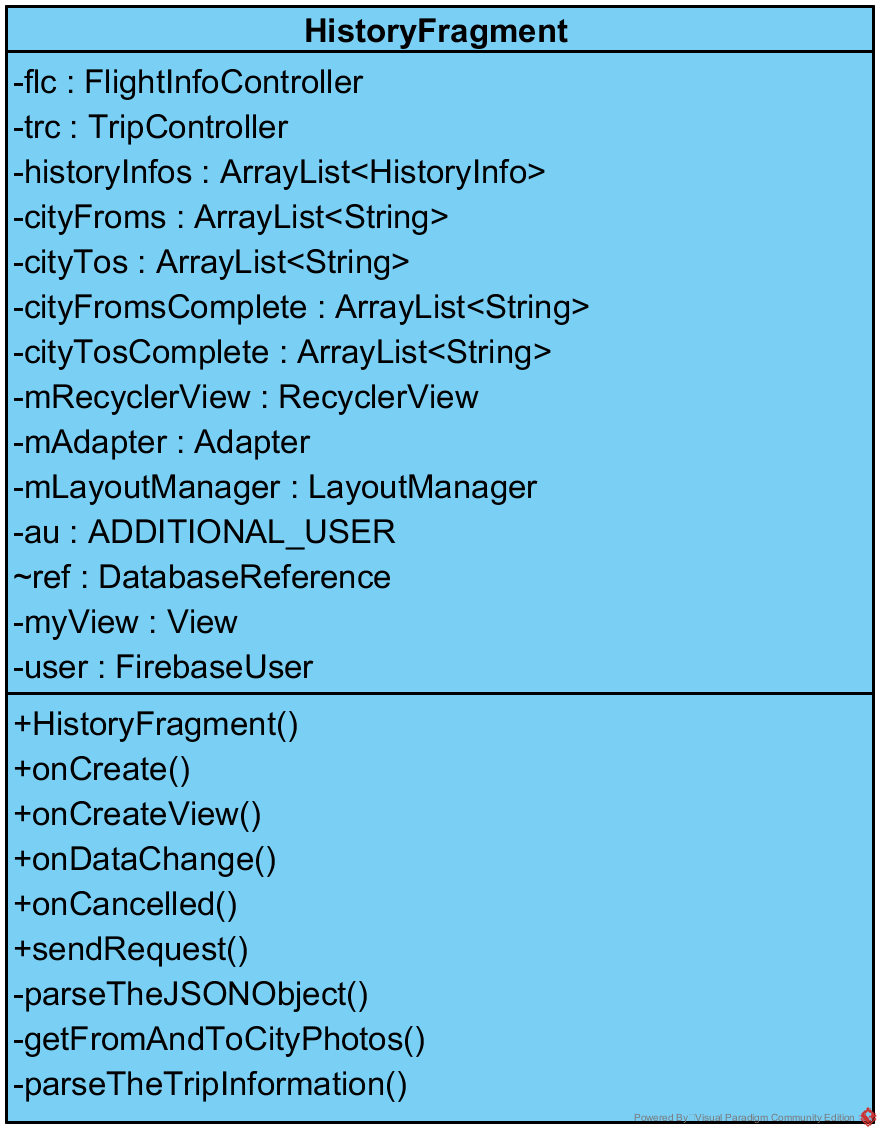 HistoryFragment
-flc : FlightInfoController
-trc : TripController
-historyInfos : ArrayList<HistoryInfo>
-cityFroms : ArrayList<String>
-cityTos : ArrayList<String>
-cityFromsComplete : ArrayList<String>
-cityTosComplete : ArrayList<String>
-mRecyclerView : RecyclerView
-mAdapter : Adapter
-mLayoutManager : LayoutManager
-au : ADDITIONAL_USER
~ref : DatabaseReference
-myView : View
-user : FirebaseUser
+HistoryFragment()
+onCreate()
+onCreateView()
+onDataChange()
+onCancelled()
+sendRequest()
-parseTheJSONObject()
-getFromAndToCityPhotos()
-parseTheTripInformation()
Powered By Visual Paradigm Community Edition